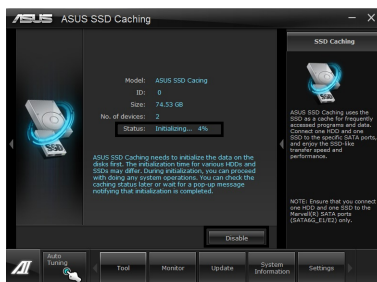 ASUS ASUS SSD Caching
Model: ASUS SSD Cacing
ID: 0
Size: 74.53 GB
No. of devices: 2
Status: Initializing... 4%
ASUS SSD Caching needs to initialize the data on the
disks first. The initialization time for various HDDs and
SSDs may differ. During initialization, you can proceed
with doing any system operations. You can check the
caching status later or wait for a pop-up message
notifying that initialization is completed.
Disable
SSD Caching
ASUS SSD Caching uses the
SSD as a cache for frequently
accessed programs and data.
Connect one HDD and one
SSD to the specific SATA ports,
and enjoy the SSD-like
transfer speed and
performance.
NOTE: Ensure that you connect
one HDD and one SSD to the
Marvell(R) SATA ports
(SATA6G_E1/E2) only.
Auto
Tuning
Tool
Monitor
Update
System
Information
Settings